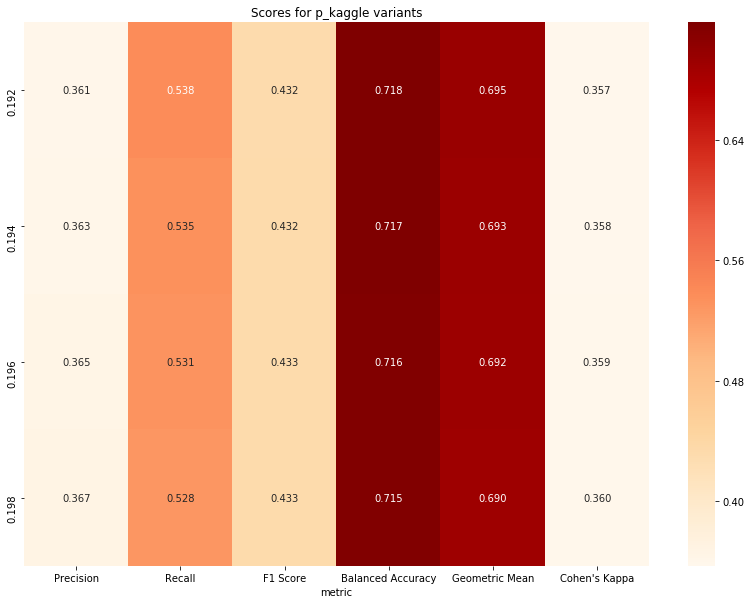 Scores for p_kaggle variants
0.192 0.361 0.538 0.432 0.718 0.695 0.357
0.194 0.363 0.535 0.432 0.717 0.693 0.358
0.196 0.365 0.531 0.433 0.716 0.692 0.359
0.198 0.367 0.528 0.433 0.715 0.690 0.360
Precision Recall F1 Score Balanced Accuracy Geometric Mean Cohen's Kappa
metric
0.64
0.56
0.48
0.40